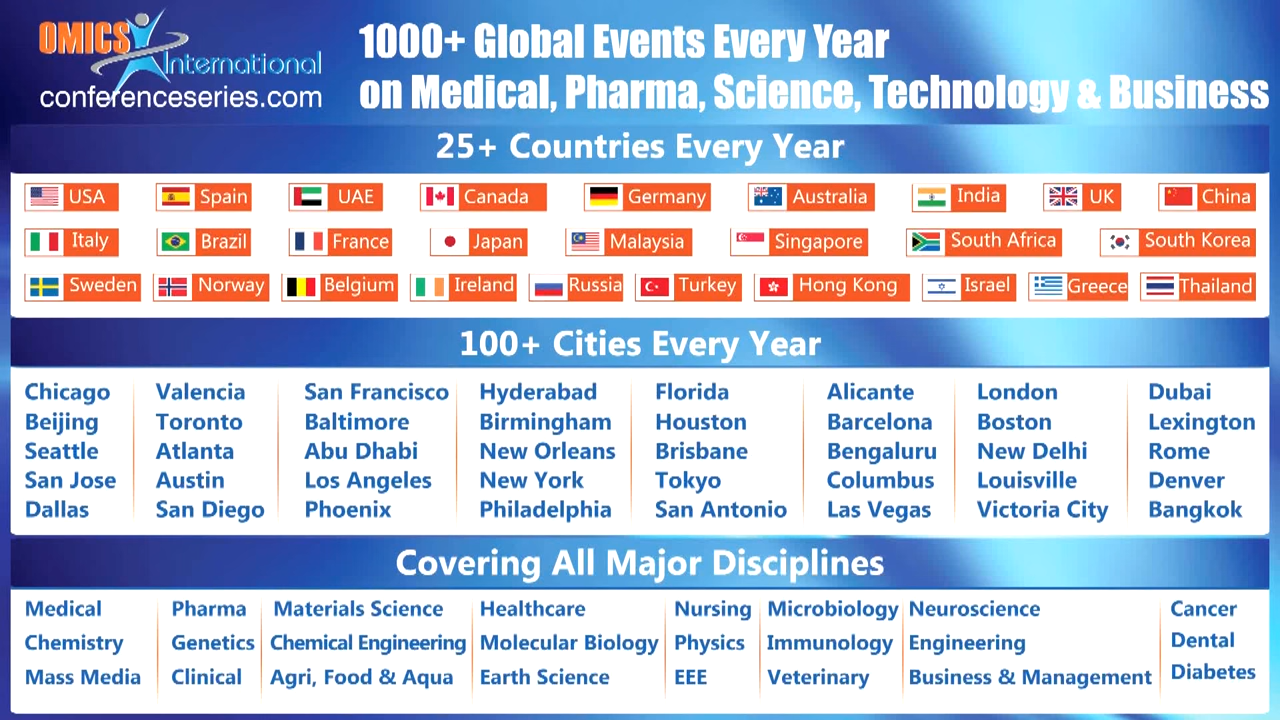 OMICS International
conferenceseries.com
1000+ Global Events Every Year
on Medical, Pharma, Science, Technology & Business
25+ Countries Every Year
USA Spain UAE Canada Germany Australia India UK China
Italy Brazil France Japan Malaysia Singapore South Africa South Korea
Sweden Norway Belgium Ireland Russia Turkey Hong Kong Israel Greece Thailand
100+ Cities Every Year
Chicago Valencia San Francisco Hyderabad Florida Alicante London Dubai
Beijing Toronto Baltimore Birmingham Houston Barcelona Boston Lexington
Seattle Atlanta Abu Dhabi New Orleans Brisbane Bengaluru New Delhi Rome
San Jose Austin Los Angeles New York Tokyo Columbus Louisville Denver
Dallas San Diego Phoenix Philadelphia San Antonio Las Vegas Victoria City Bangkok
Covering All Major Disciplines
Medical Pharma Materials Science Healthcare Nursing Microbiology Neuroscience Cancer
Chemistry Genetics Chemical Engineering Molecular Biology Physics Immunology Engineering Dental
Mass Media Clinical Agri, Food & Aqua Earth Science EEE Veterinary Business & Management Diabetes